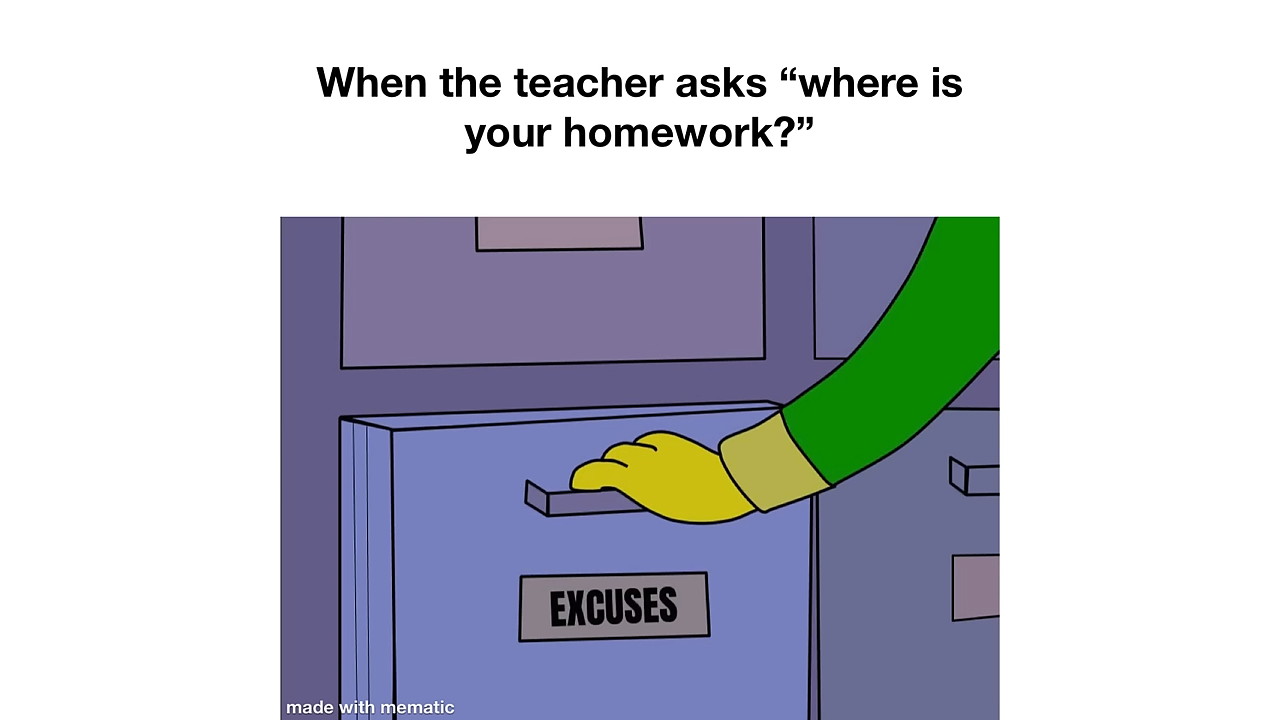 When the teacher asks “where is
your homework?”
EXCUSES
made with mematic